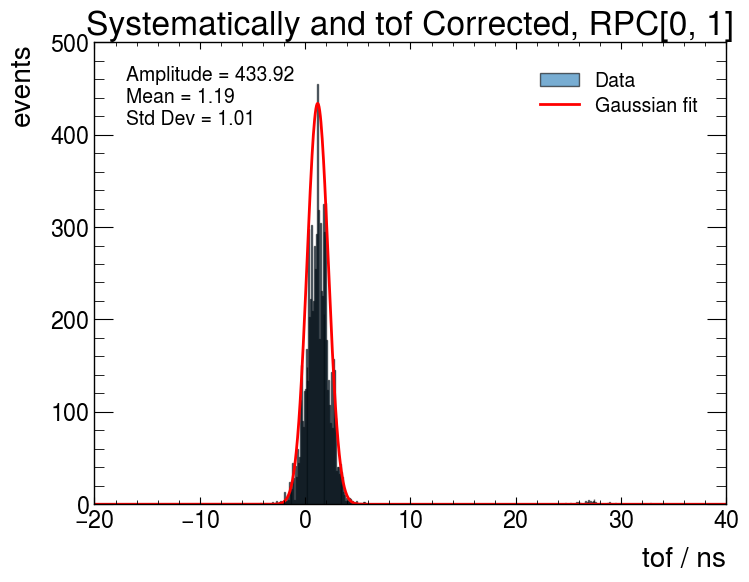 Systematically and tof Corrected, RPC[0, 1]
events
500
400
300
200
100
0
Amplitude = 433.92
Mean = 1.19
Std Dev = 1.01
Data
Gaussian fit
−20
−10
0
10
20
30
40
tof / ns